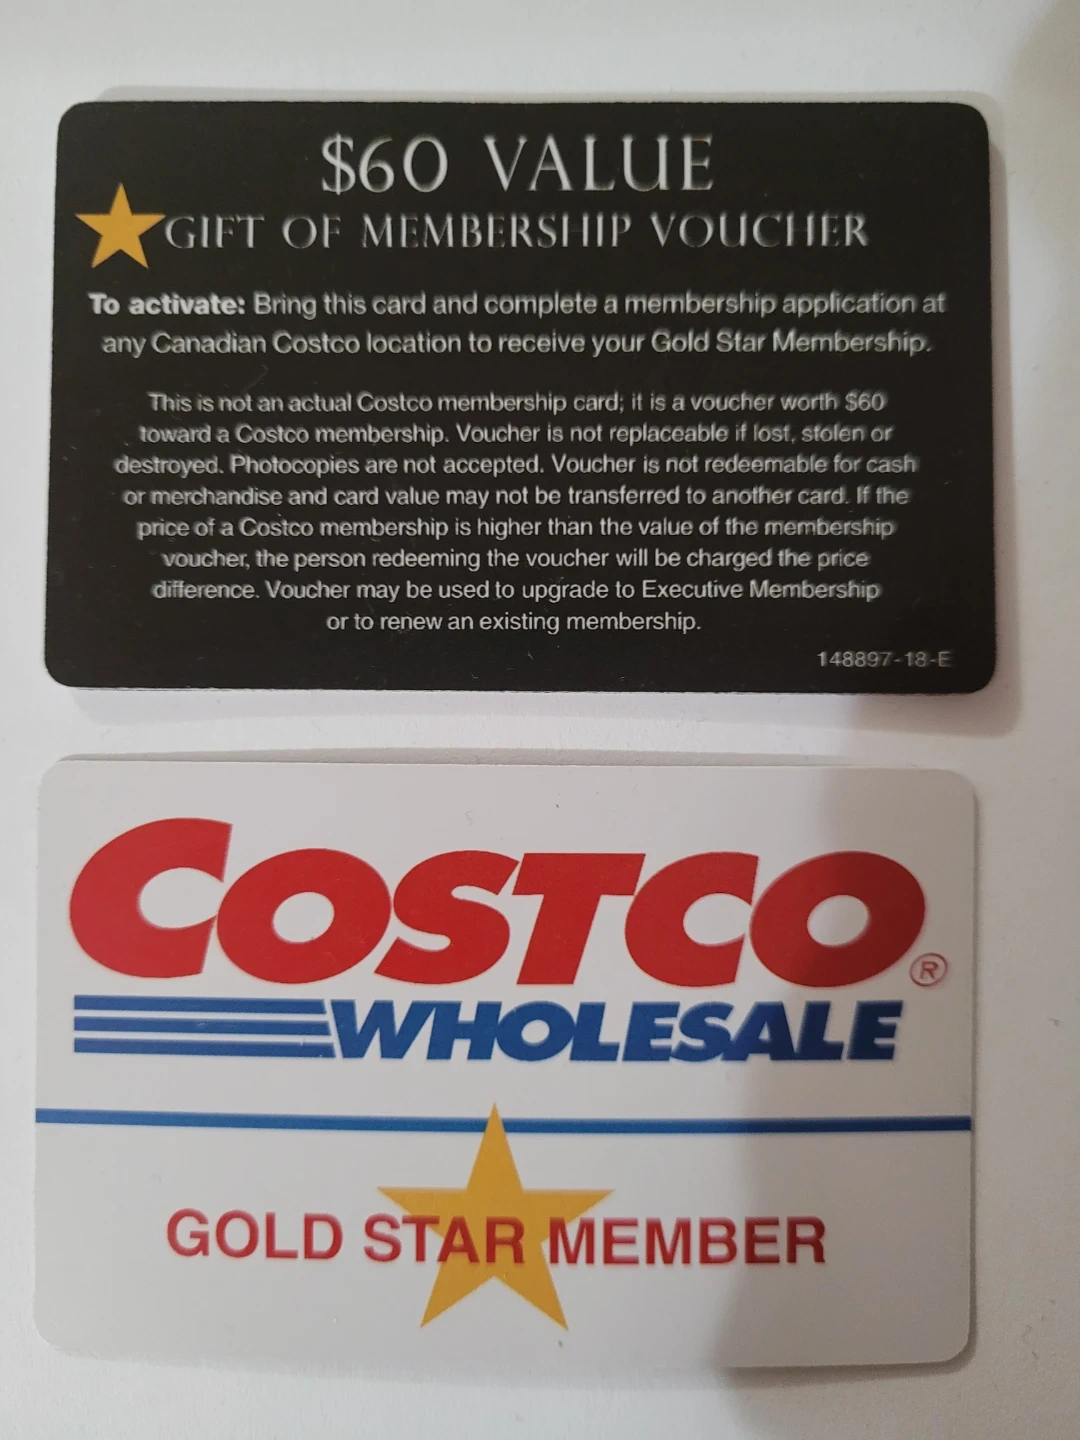 $60 VALUE
GIFT OF MEMBERSHIP VOUCHER
To activate: Bring this card and complete a membership application at
any Canadian Costco location to receive your Gold Star Membership.
This is not an actual Costco membership card; it is a voucher worth $60
toward a Costco membership. Voucher is not replaceable if lost, stolen or
destroyed. Photocopies are not accepted. Voucher is not redeemable for cash
or merchandise and card value may not be transferred to another card. If the
price of a Costco membership is higher than the value of the membership
voucher, the person redeeming the voucher will be charged the price
difference. Voucher may be used to upgrade to Executive Membership
or to renew an existing membership.
148897-18-E
COSTCO ®
WHOLESALE
GOLD STAR MEMBER